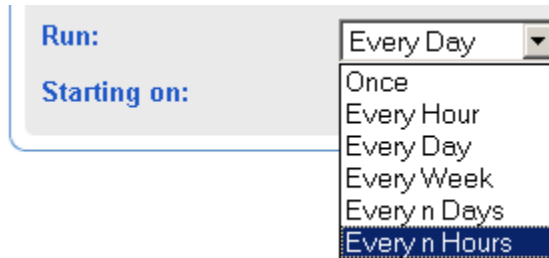 Run: Every Day
Starting on:
Once
Every Hour
Every Day
Every Week
Every n Days
Every n Hours